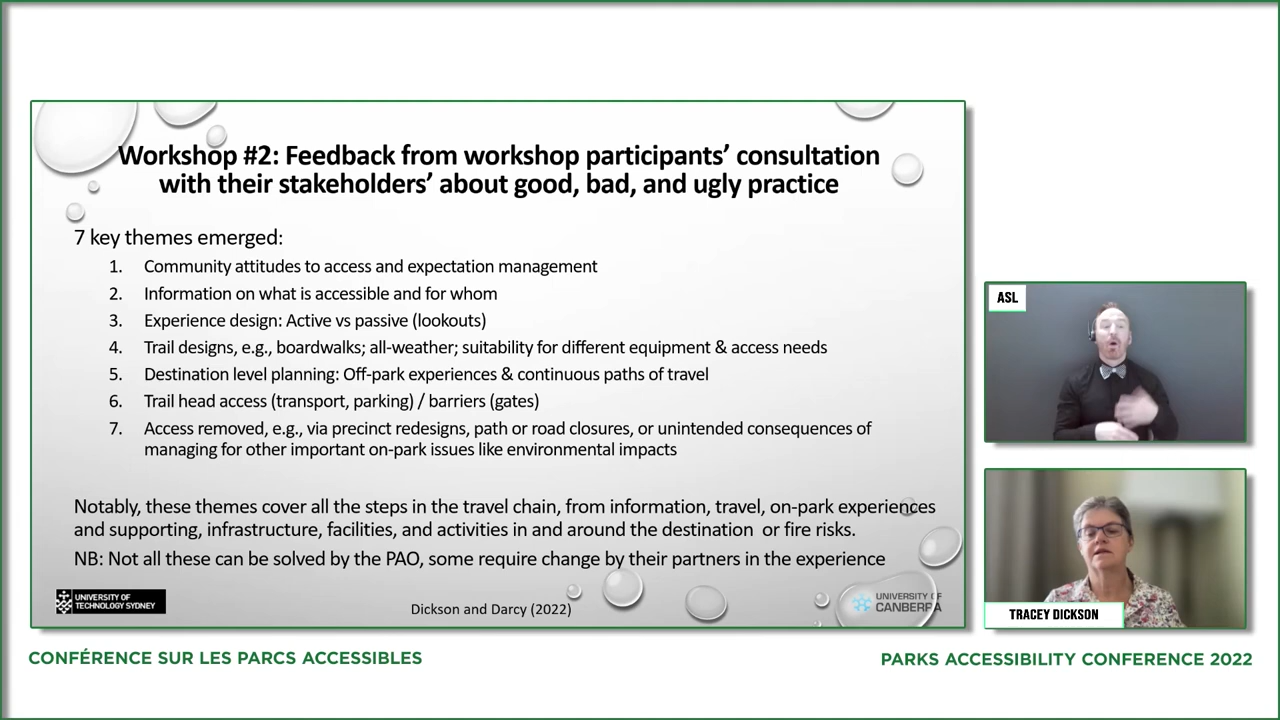 Workshop #2: Feedback from workshop participants' consultation
with their stakeholders' about good, bad, and ugly practice
7 key themes emerged:
1. Community attitudes to access and expectation management
2. Information on what is accessible and for whom
3. Experience design: Active vs passive (lookouts)
4. Trail designs, e.g., boardwalks; all-weather; suitability for different equipment & access needs
5. Destination level planning: Off-park experiences & continuous paths of travel
6. Trail head access (transport, parking) / barriers (gates)
7. Access removed, e.g., via precinct redesigns, path or road closures, or unintended consequences of
managing for other important on-park issues like environmental impacts
Notably, these themes cover all the steps in the travel chain, from information, travel, on-park experiences
and supporting, infrastructure, facilities, and activities in and around the destination or fire risks.
NB: Not all these can be solved by the PAO, some require change by their partners in the experience
UNIVERSITY OF
TECHNOLOGY SYDNEY
Dickson and Darcy (2022)
UNIVERSITY OF
CANBERRA
ASL
TRACEY DICKSON
CONFÉRENCE SUR LES PARCS ACCESSIBLES
PARKS ACCESSIBILITY CONFERENCE 2022